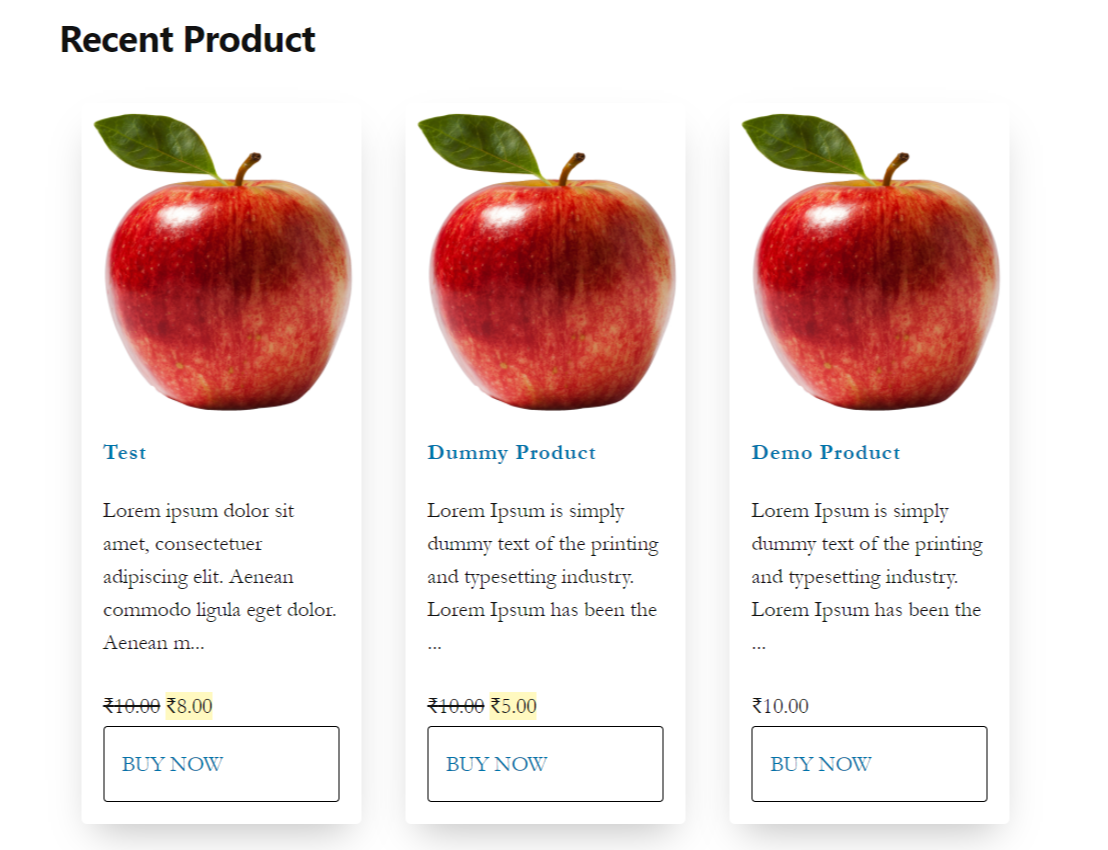 Recent Product
Test
Lorem ipsum dolor sit
amet, consectetuer
adipiscing elit. Aenean
commodo ligula eget dolor.
Aenean m...
₹10.00 ₹8.00
BUY NOW
Dummy Product
Lorem Ipsum is simply
dummy text of the printing
and typesetting industry.
Lorem Ipsum has been the
...
₹10.00 ₹5.00
BUY NOW
Demo Product
Lorem Ipsum is simply
dummy text of the printing
and typesetting industry.
Lorem Ipsum has been the
...
₹10.00
BUY NOW